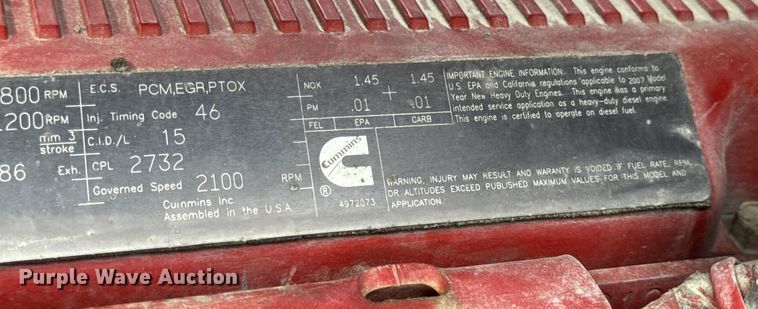 800 RPM
200 RPM
mm 3
stroke
86 Exh.
E.C.S. PCM,EGR,PTOX
Inj. Timing Code 46
C.I.D./L 15
CPL 2732
Governed Speed 2100 RPM
Cummins Inc.
Assembled in the U.S.A.
NOX 1.45 + 1.45
PM .01 .01
FEL EPA CARB
Cummins
®
4972073
IMPORTANT ENGINE INFORMATION: This engine conforms to
U.S. EPA and California regulations applicable to 2007 Model
Year New Heavy Duty Engines. This engine has a primary
intended service application as a heavy-duty diesel engine.
This engine is certified to operate on diesel fuel.
WARNING, INJURY MAY RESULT AND WARRANTY IS VOIDED IF FUEL RATE, RPM,
OR ALTITUDES EXCEED PUBLISHED MAXIMUM VALUES FOR THIS MODEL AND
APPLICATION.
Purple Wave Auction